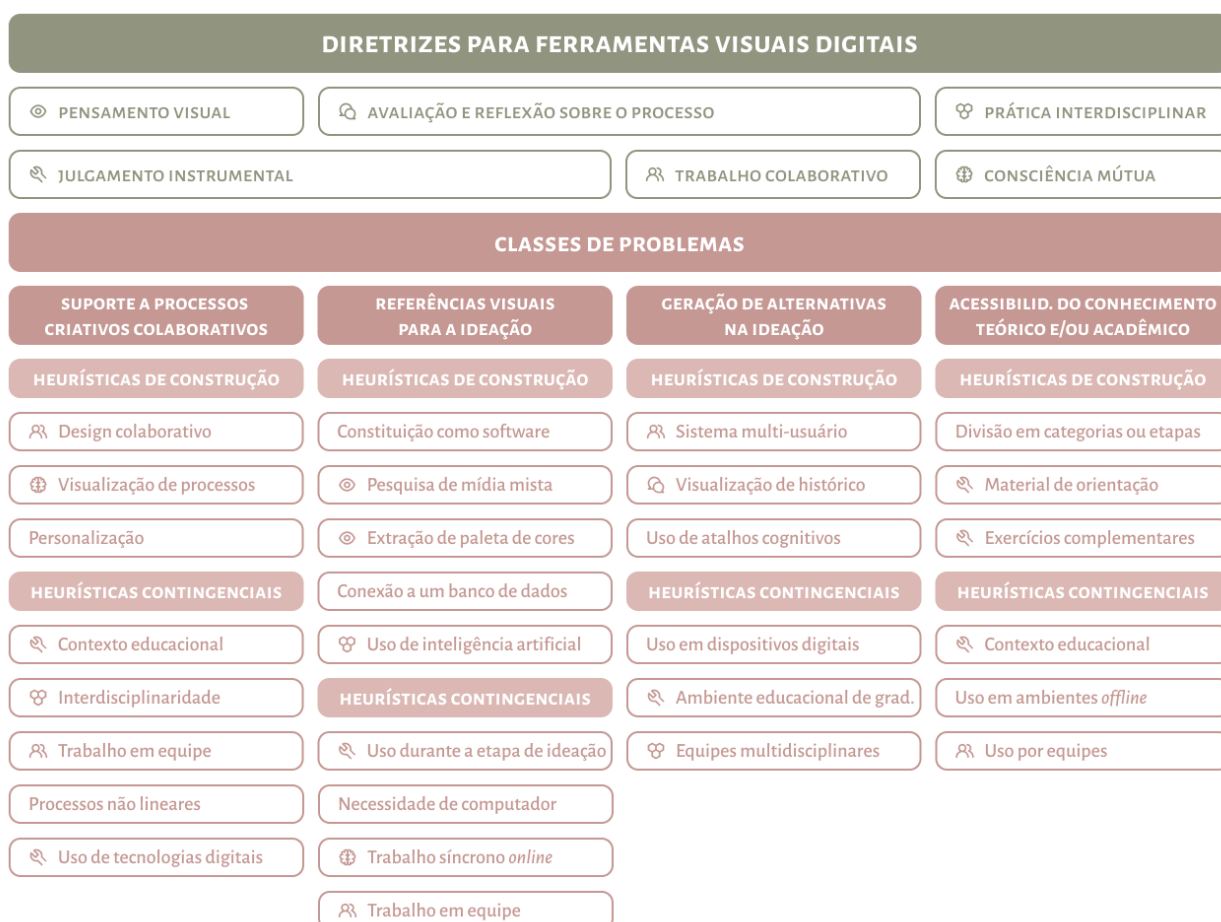 DIRETRIZES PARA FERRAMENTAS VISUAIS DIGITAIS
PENSAMENTO VISUAL
AVALIAÇÃO E REFLEXÃO SOBRE O PROCESSO
PRÁTICA INTERDISCIPLINAR
JULGAMENTO INSTRUMENTAL
TRABALHO COLABORATIVO
CONSCIÊNCIA MÚTUA
CLASSES DE PROBLEMAS
SUPORTE A PROCESSOS
CRIATIVOS COLABORATIVOS
HEURÍSTICAS DE CONSTRUÇÃO
Design colaborativo
Visualização de processos
Personalização
HEURÍSTICAS CONTINGENCIAIS
Contexto educacional
Interdisciplinaridade
Trabalho em equipe
Processos não lineares
Uso de tecnologias digitais
REFERÊNCIAS VISUAIS
PARA A IDEAÇÃO
HEURÍSTICAS DE CONSTRUÇÃO
Constituição como software
Pesquisa de mídia mista
Extração de paleta de cores
Conexão a um banco de dados
Uso de inteligência artificial
HEURÍSTICAS CONTINGENCIAIS
Uso durante a etapa de ideação
Necessidade de computador
Trabalho síncrono online
Trabalho em equipe
GERAÇÃO DE ALTERNATIVAS
NA IDEAÇÃO
HEURÍSTICAS DE CONSTRUÇÃO
Sistema multi-usuário
Visualização de histórico
Uso de atalhos cognitivos
HEURÍSTICAS CONTINGENCIAIS
Uso em dispositivos digitais
Ambiente educacional de grad.
Equipes multidisciplinares
ACESSIBILID. DO CONHECIMENTO
TEÓRICO E/OU ACADÊMICO
HEURÍSTICAS DE CONSTRUÇÃO
Divisão em categorias ou etapas
Material de orientação
Exercícios complementares
HEURÍSTICAS CONTINGENCIAIS
Contexto educacional
Uso em ambientes offline
Uso por equipes